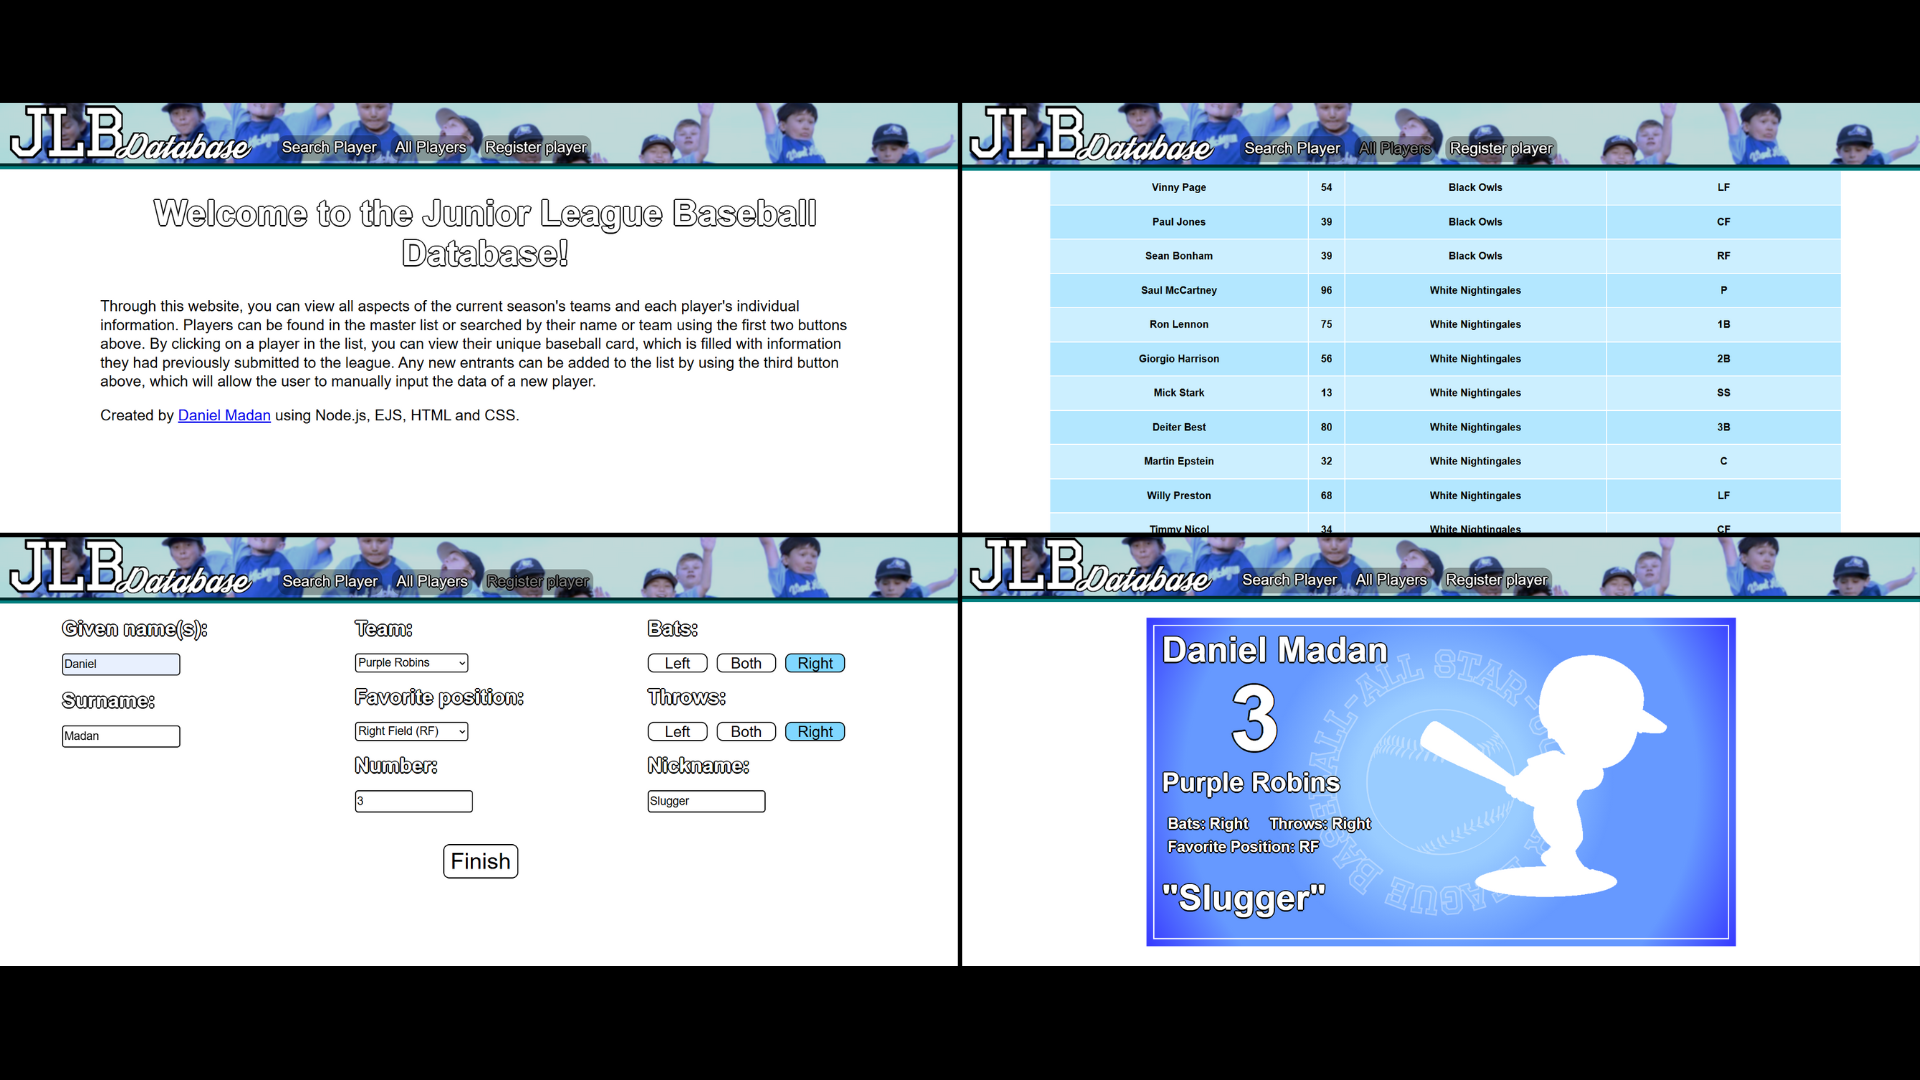 JLB Database
Search Player All Players Register player
Welcome to the Junior League Baseball
Database!
Through this website, you can view all aspects of the current season's teams and each player's individual
information. Players can be found in the master list or searched by their name or team using the first two buttons
above. By clicking on a player in the list, you can view their unique baseball card, which is filled with information
they had previously submitted to the league. Any new entrants can be added to the list by using the third button
above, which will allow the user to manually input the data of a new player.
Created by Daniel Madan using Node.js, EJS, HTML and CSS.
JLB Database
Search Player All Players Register player
Vinny Page 54 Black Owls LF
Paul Jones 39 Black Owls CF
Sean Bonham 39 Black Owls RF
Saul McCartney 96 White Nightingales P
Ron Lennon 75 White Nightingales 1B
Giorgio Harrison 56 White Nightingales 2B
Mick Stark 13 White Nightingales SS
Deiter Best 80 White Nightingales 3B
Martin Epstein 32 White Nightingales C
Willy Preston 68 White Nightingales LF
Timmy Nicol 34 White Nightingales CF
JLB Database
Search Player All Players Register player
Given name(s):
Daniel
Surname:
Madan
Team:
Purple Robins
Favorite position:
Right Field (RF)
Number:
3
Bats:
Left Both Right
Throws:
Left Both Right
Nickname:
Slugger
Finish
JLB Database
Search Player All Players Register player
Daniel Madan
3
Purple Robins
Bats: Right Throws: Right
Favorite Position: RF
"Slugger"